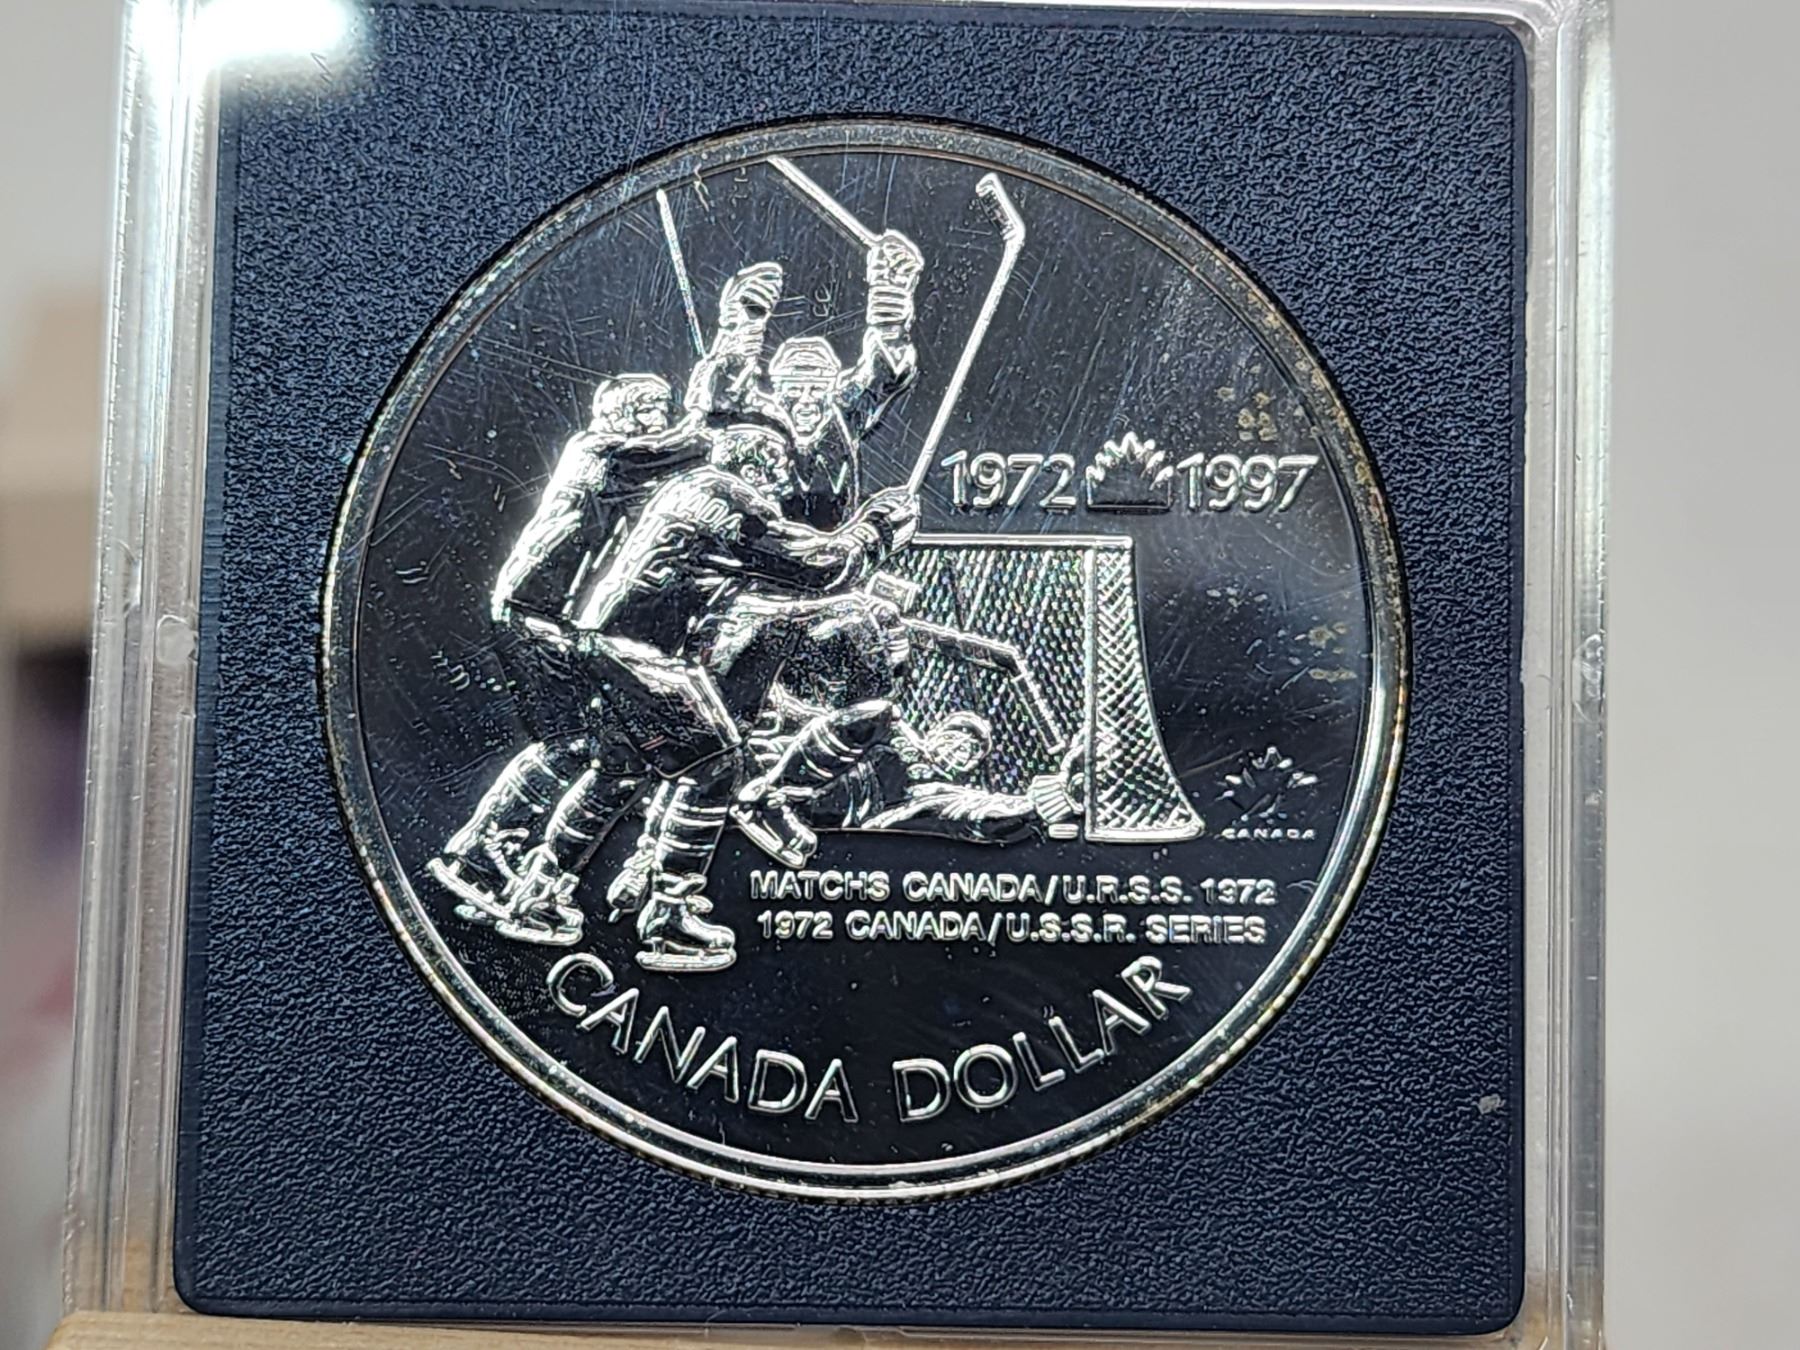 1972 1997
CANADA
MATCHS CANADA/U.R.S.S. 1972
1972 CANADA/U.S.S.R. SERIES
CANADA DOLLAR